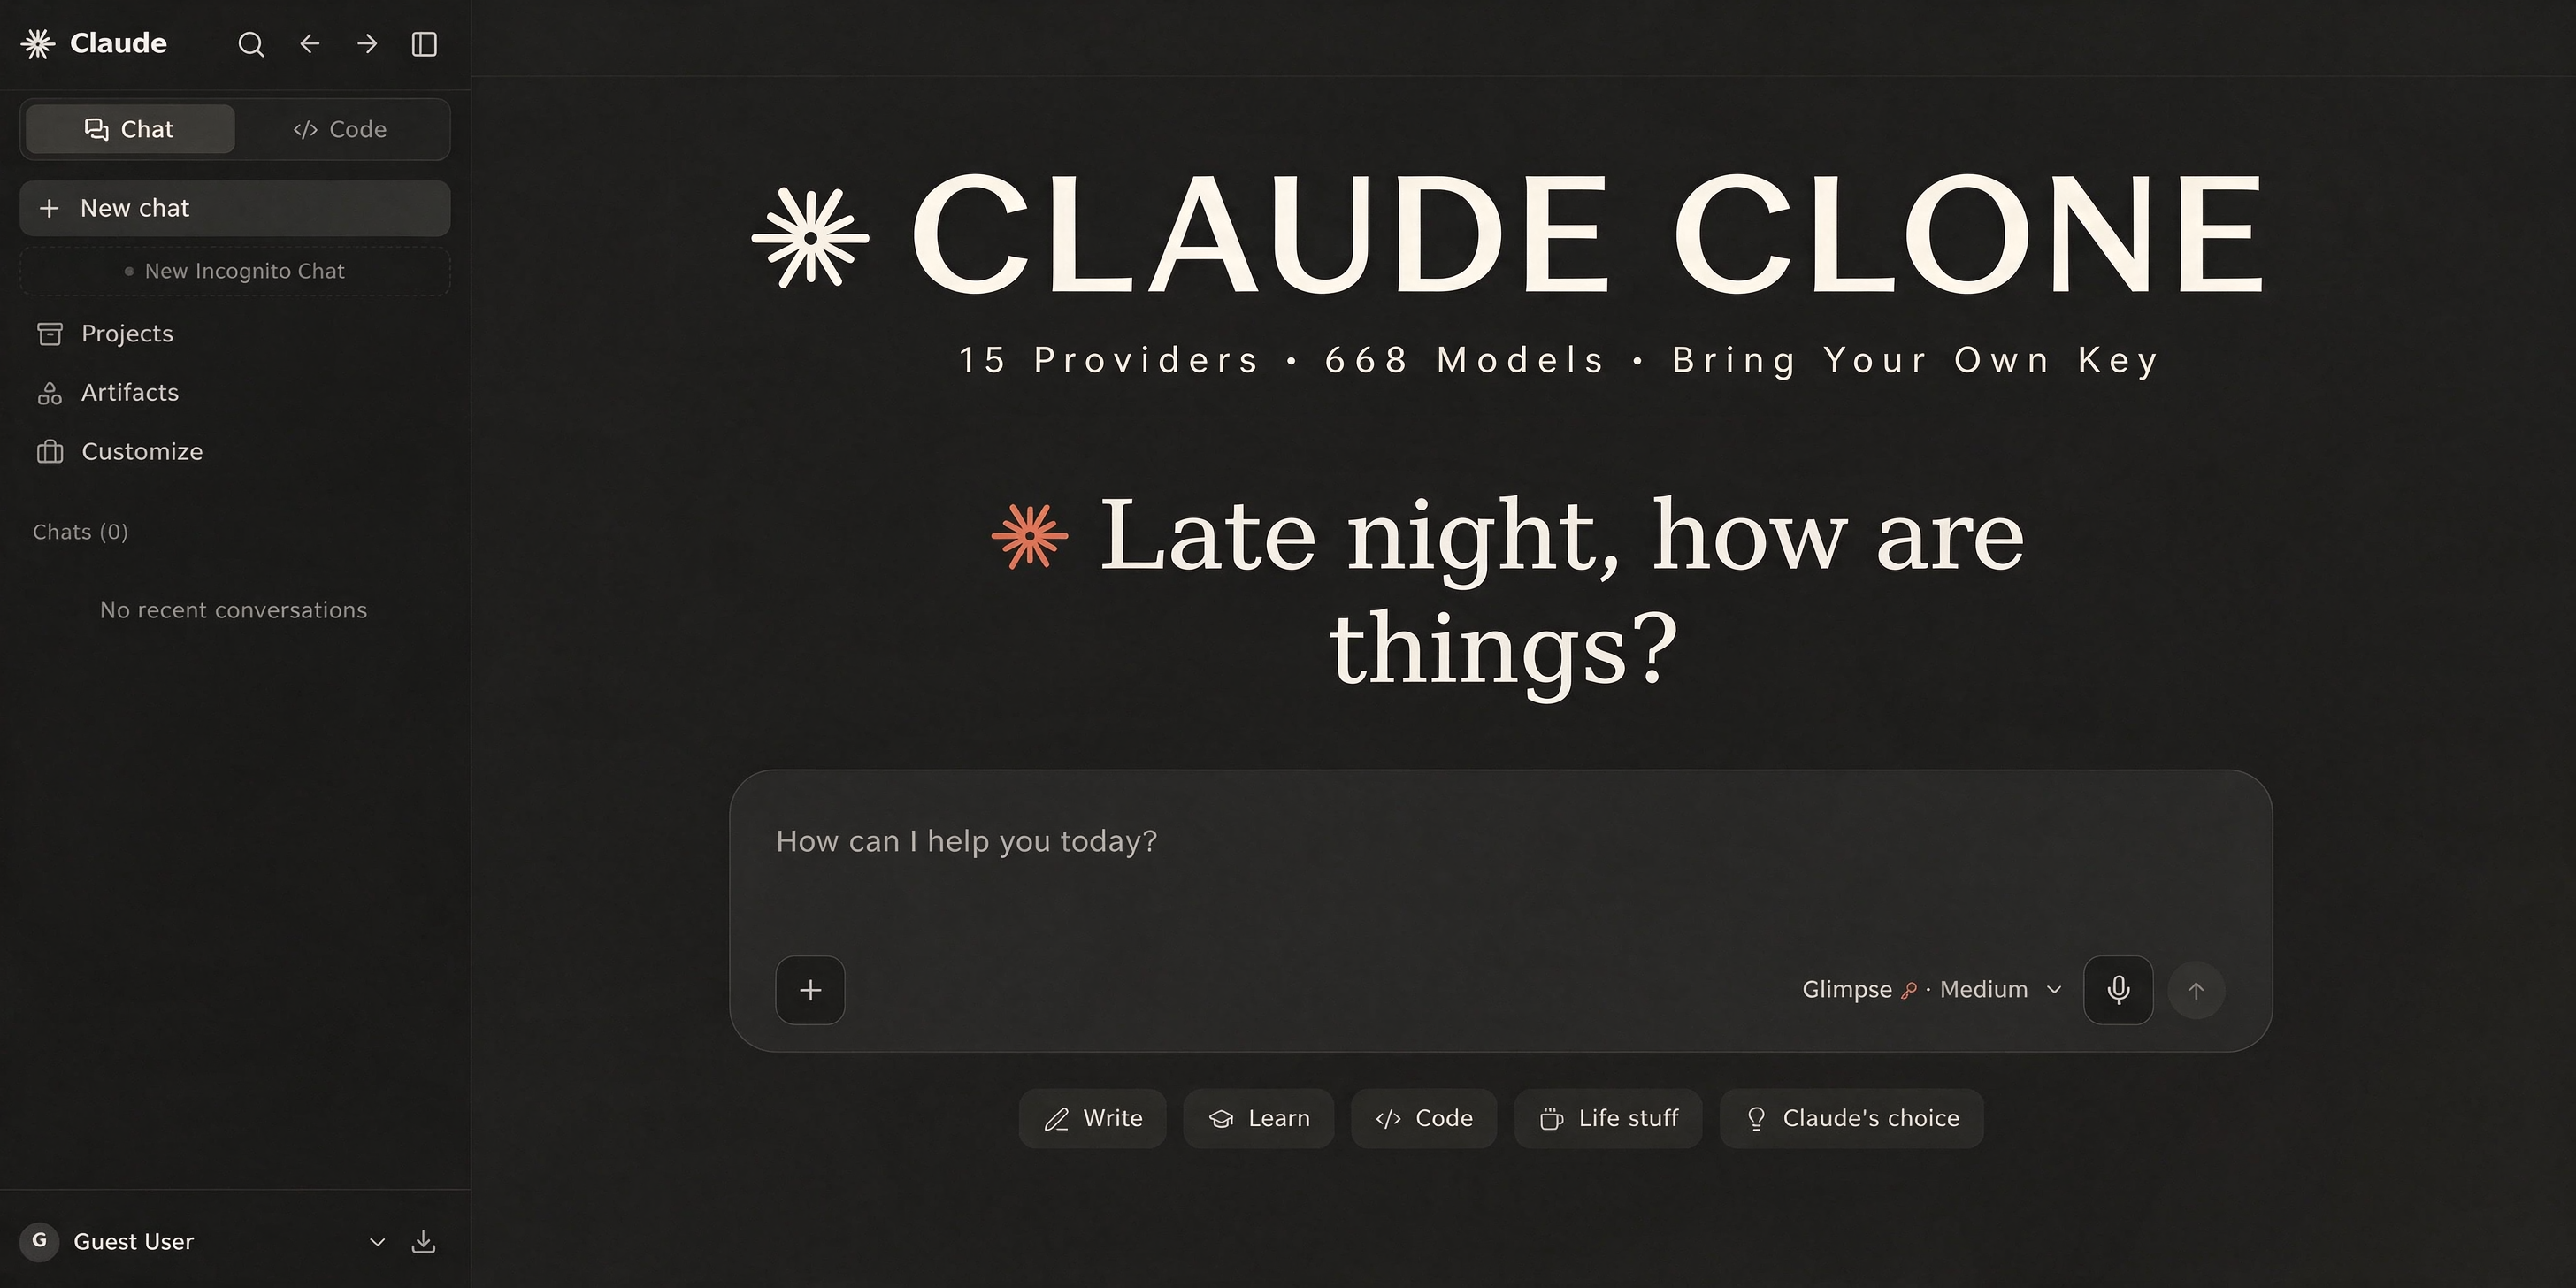 Claude
Chat
Code
New chat
New Incognito Chat
Projects
Artifacts
Customize
Chats (0)
No recent conversations
G
Guest User
CLAUDE CLONE
15 Providers • 668 Models • Bring Your Own Key
Late night, how are
things?
How can I help you today?
Glimpse · Medium
Write
Learn
Code
Life stuff
Claude's choice